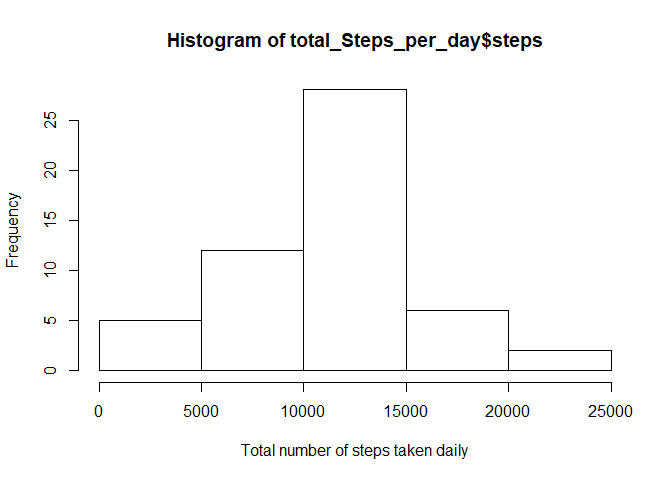 Histogram of total_Steps_per_day$steps
Frequency
25
20
15
10
5
0
0 5000 10000 15000 20000 25000
Total number of steps taken daily